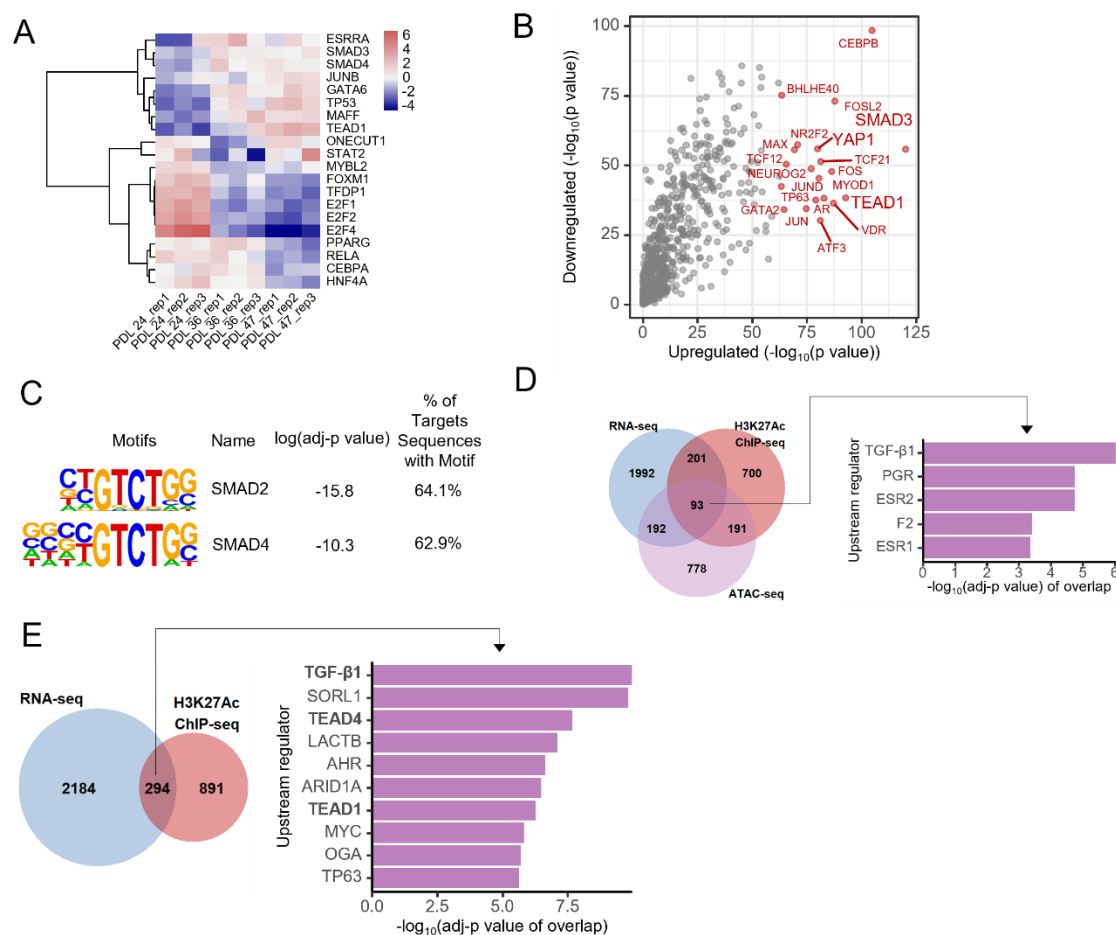 A
ESRRA
SMAD3
SMAD4
JUNB
GATA6
TP53
MAFF
TEAD1
ONECUT1
STAT2
MYBL2
FOXM1
TFDP1
E2F1
E2F2
E2F4
PPARG
RELA
CEBPA
HNF4A
6
4
2
0
-2
-4
PDL_24_rep1
PDL_24_rep2
PDL_24_rep3
PDL_36_rep1
PDL_36_rep2
PDL_36_rep3
PDL_47_rep1
PDL_47_rep2
PDL_47_rep3
B
Downregulated (-log10(p value))
100
75
50
25
0
CEBPB
BHLHE40
FOSL2
SMAD3
NR2F2
YAP1
MAX
TCF12
TCF21
NEUROG2
FOS
JUND
MYOD1
TP63
TEAD1
GATA2
AR
JUN
VDR
ATF3
0
25
50
75
100
125
Upregulated (-log10(p value))
C
Motifs
Name
log(adj-p value)
% of
Targets
Sequences
with Motif
GTCTGG
SMAD2
-15.8
64.1%
GTCTGG
SMAD4
-10.3
62.9%
D
RNA-seq
H3K27Ac
ChIP-seq
1992
201
700
93
192
191
778
ATAC-seq
Upstream regulator
TGF-β1
PGR
ESR2
F2
ESR1
0 1 2 3 4 5 6
-log10(adj-p value) of overlap
E
RNA-seq
H3K27Ac
ChIP-seq
2184
294
891
Upstream regulator
TGF-β1
SORL1
TEAD4
LACTB
AHR
ARID1A
TEAD1
MYC
OGA
TP63
0.0 2.5 5.0 7.5
-log10(adj-p value of overlap)